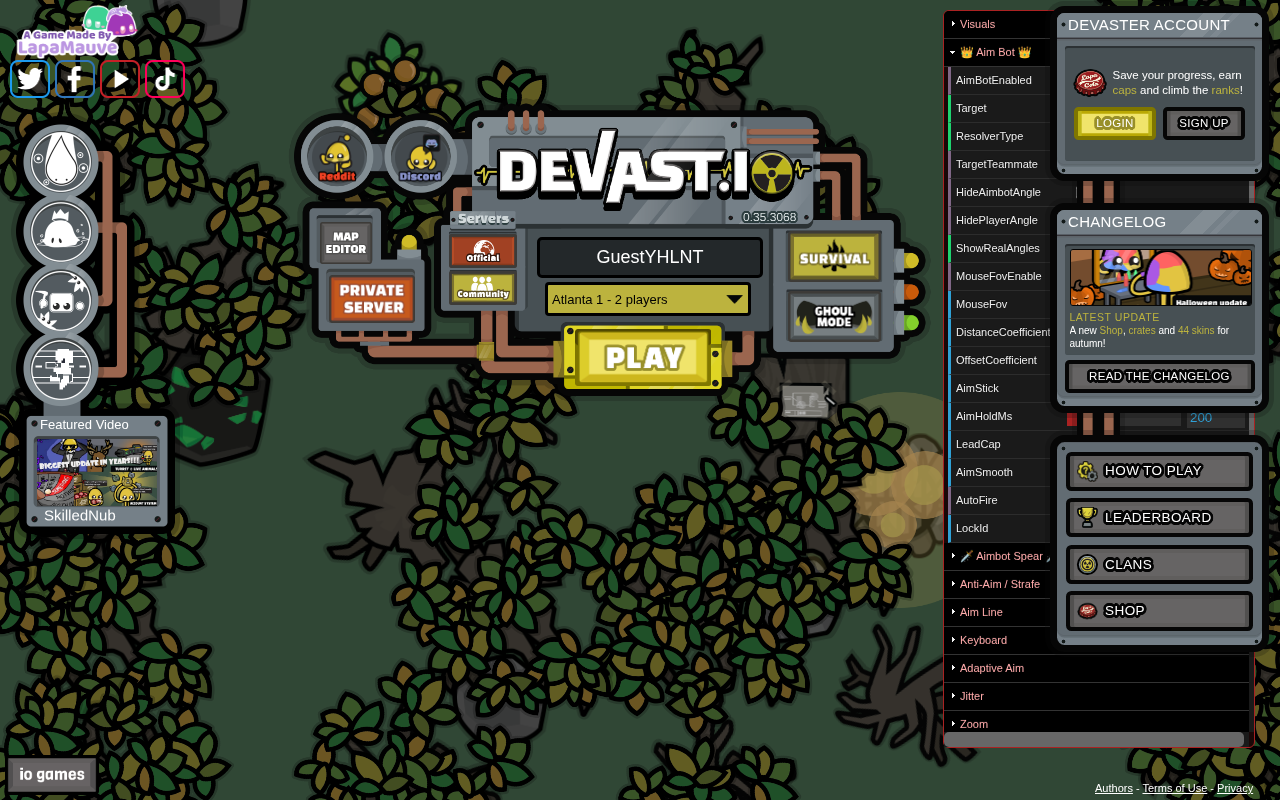 A Game Made By
LapaMauve
Reddit
Discord
DEVAST.IO
0.35.3068
MAP
EDITOR
PRIVATE
SERVER
Servers
Official
Community
GuestYHLNT
Atlanta 1 - 2 players
PLAY
SURVIVAL
GHOUL
MODE
Featured Video
BIGGEST UPDATE IN YEARS!!!!
SkilledNub
io games
Visuals
👑 Aim Bot 👑
AimBotEnabled
Target
ResolverType
TargetTeammate
HideAimbotAngle
HidePlayerAngle
ShowRealAngles
MouseFovEnable
MouseFov
DistanceCoefficient
OffsetCoefficient
AimStick
AimHoldMs
200
LeadCap
AimSmooth
AutoFire
LockId
🗡️ Aimbot Spear
Anti-Aim / Strafe
Aim Line
Keyboard
Adaptive Aim
Jitter
Zoom
DEVASTER ACCOUNT
Save your progress, earn
caps and climb the ranks!
LOGIN
SIGN UP
CHANGELOG
Halloween update
LATEST UPDATE
A new Shop, crates and 44 skins for
autumn!
READ THE CHANGELOG
HOW TO PLAY
LEADERBOARD
CLANS
SHOP
Authors - Terms of Use - Privacy